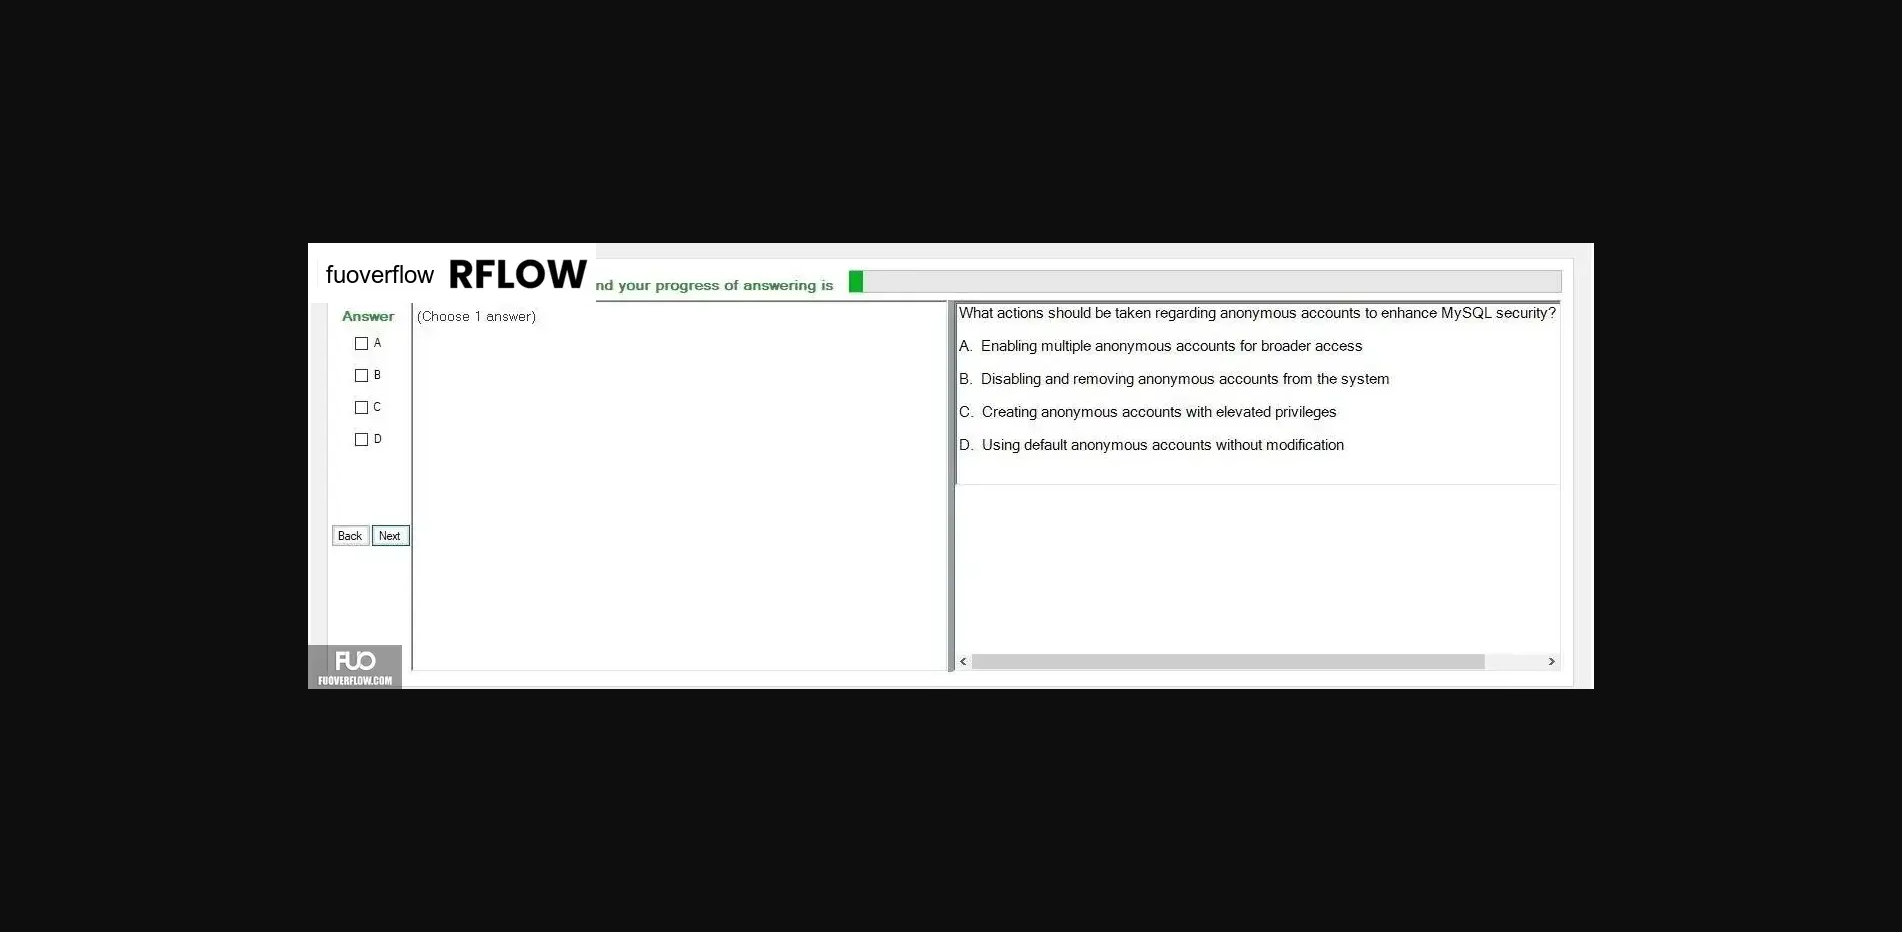 fuoverflow RFLOW
nd your progress of answering is
Answer
(Choose 1 answer)
A
B
C
D
Back Next
What actions should be taken regarding anonymous accounts to enhance MySQL security?
A. Enabling multiple anonymous accounts for broader access
B. Disabling and removing anonymous accounts from the system
C. Creating anonymous accounts with elevated privileges
D. Using default anonymous accounts without modification
FUO
FUOVERFLOW.COM